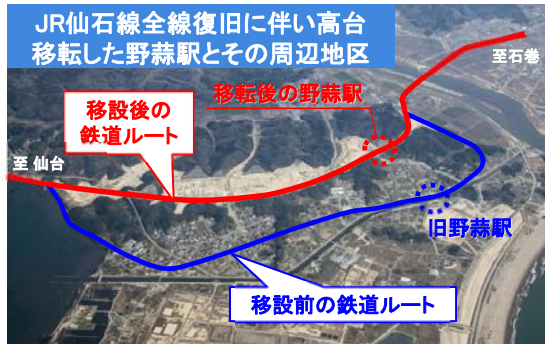 JR仙石線全線復旧に伴い高台
移転した野蒜駅とその周辺地区
至石巻
移設後の
鉄道ルート
移転後の野蒜駅
至 仙台
旧野蒜駅
移設前の鉄道ルート